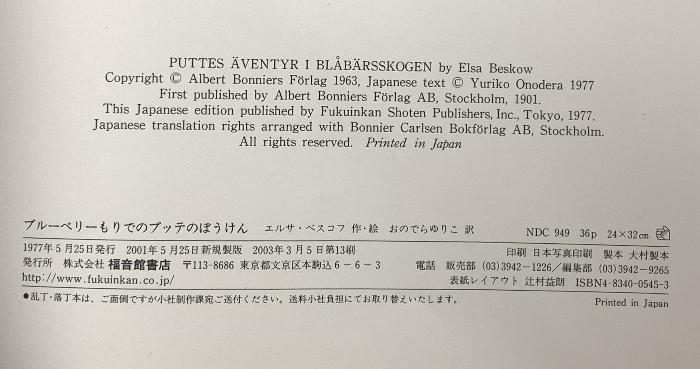 PUTTES ÄVENTYR I BLÅBÄRSSKOGEN by Elsa Beskow
Copyright © Albert Bonniers Förlag 1963, Japanese text © Yuriko Onodera 1977
First published by Albert Bonniers Förlag AB, Stockholm, 1901.
This Japanese edition published by Fukuinkan Shoten Publishers, Inc., Tokyo, 1977.
Japanese translation rights arranged with Bonnier Carlsen Bokförlag AB, Stockholm.
All rights reserved. Printed in Japan
ブルーベリーもりでのプッテのぼうけん エルサ・ベスコフ 作・絵 おのでらゆりこ 訳 NDC 949 36p 24×32cm
1977年5月25日発行 2001年5月25日新規製版 2003年3月5日第13刷 印刷 日本写真印刷 製本 大村製本
発行所 株式会社 福音館書店 〒113-8686 東京都文京区本駒込6-6-3 電話 販売部 (03)3942-1226/編集部 (03)3942-9265
http://www.fukuinkan.co.jp/ 表紙レイアウト 辻村益朗 ISBN4-8340-0545-3
●乱丁・落丁本は、ご面倒ですが小社制作課宛ご送付ください。送料小社負担にてお取り替えいたします。 Printed in Japan